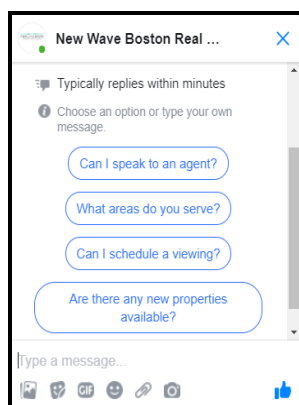 New Wave Boston Real ...
Typically replies within minutes
Choose an option or type your own
message.
Can I speak to an agent?
What areas do you serve?
Can I schedule a viewing?
Are there any new properties
available?
Type a message...
GIF